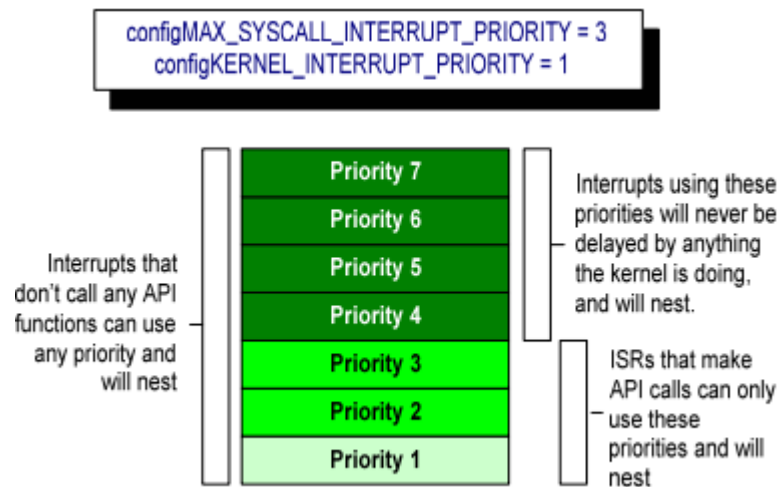 configMAX_SYSCALL_INTERRUPT_PRIORITY = 3
configKERNEL_INTERRUPT_PRIORITY = 1
Interrupts that
don't call any API
functions can use
any priority and
will nest
Priority 7
Priority 6
Priority 5
Priority 4
Priority 3
Priority 2
Priority 1
Interrupts using these
priorities will never be
delayed by anything
the kernel is doing,
and will nest.
ISRs that make
API calls can only
use these
priorities and will
nest